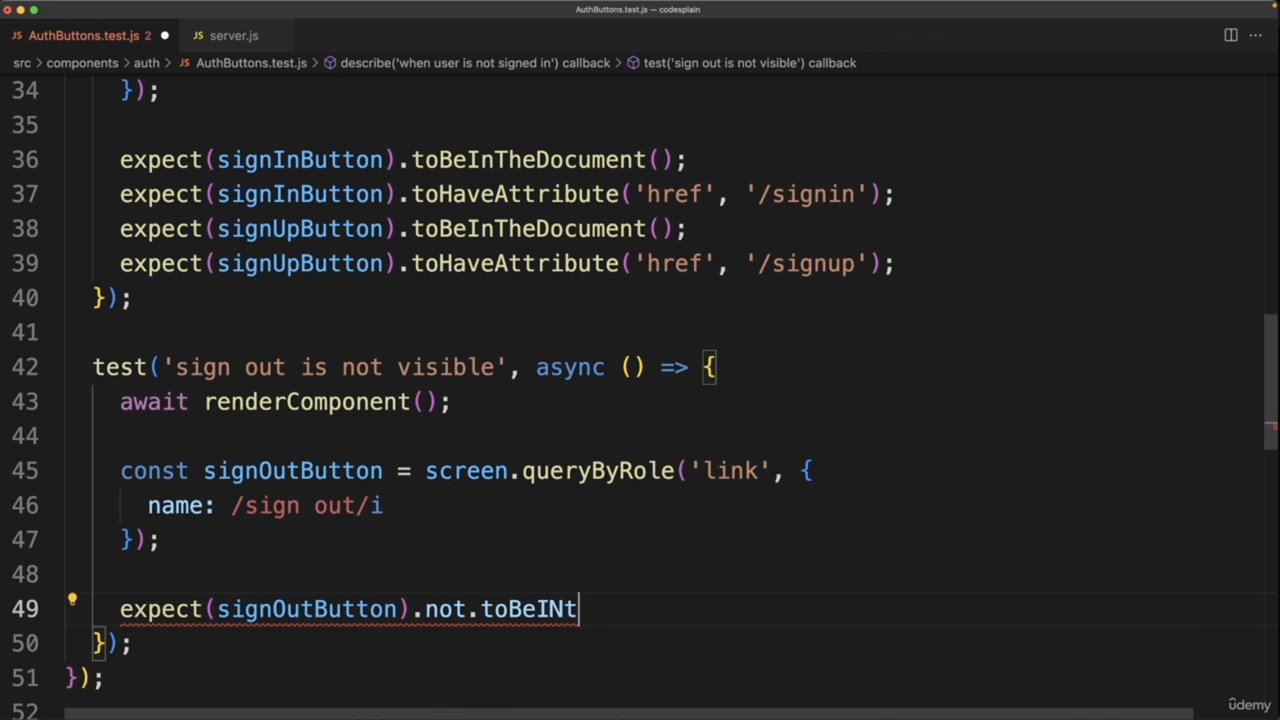 AuthButtons.test.js — codesplain
JS AuthButtons.test.js 2 JS server.js
src > components > auth > JS AuthButtons.test.js > describe('when user is not signed in') callback > test('sign out is not visible') callback
34 });
35
36 expect(signInButton).toBeInTheDocument();
37 expect(signInButton).toHaveAttribute('href', '/signin');
38 expect(signUpButton).toBeInTheDocument();
39 expect(signUpButton).toHaveAttribute('href', '/signup');
40 });
41
42 test('sign out is not visible', async () => {
43 await renderComponent();
44
45 const signOutButton = screen.queryByRole('link', {
46 name: /sign out/i
47 });
48
49 expect(signOutButton).not.toBeINt
50 });
51 });
52
ûdemy